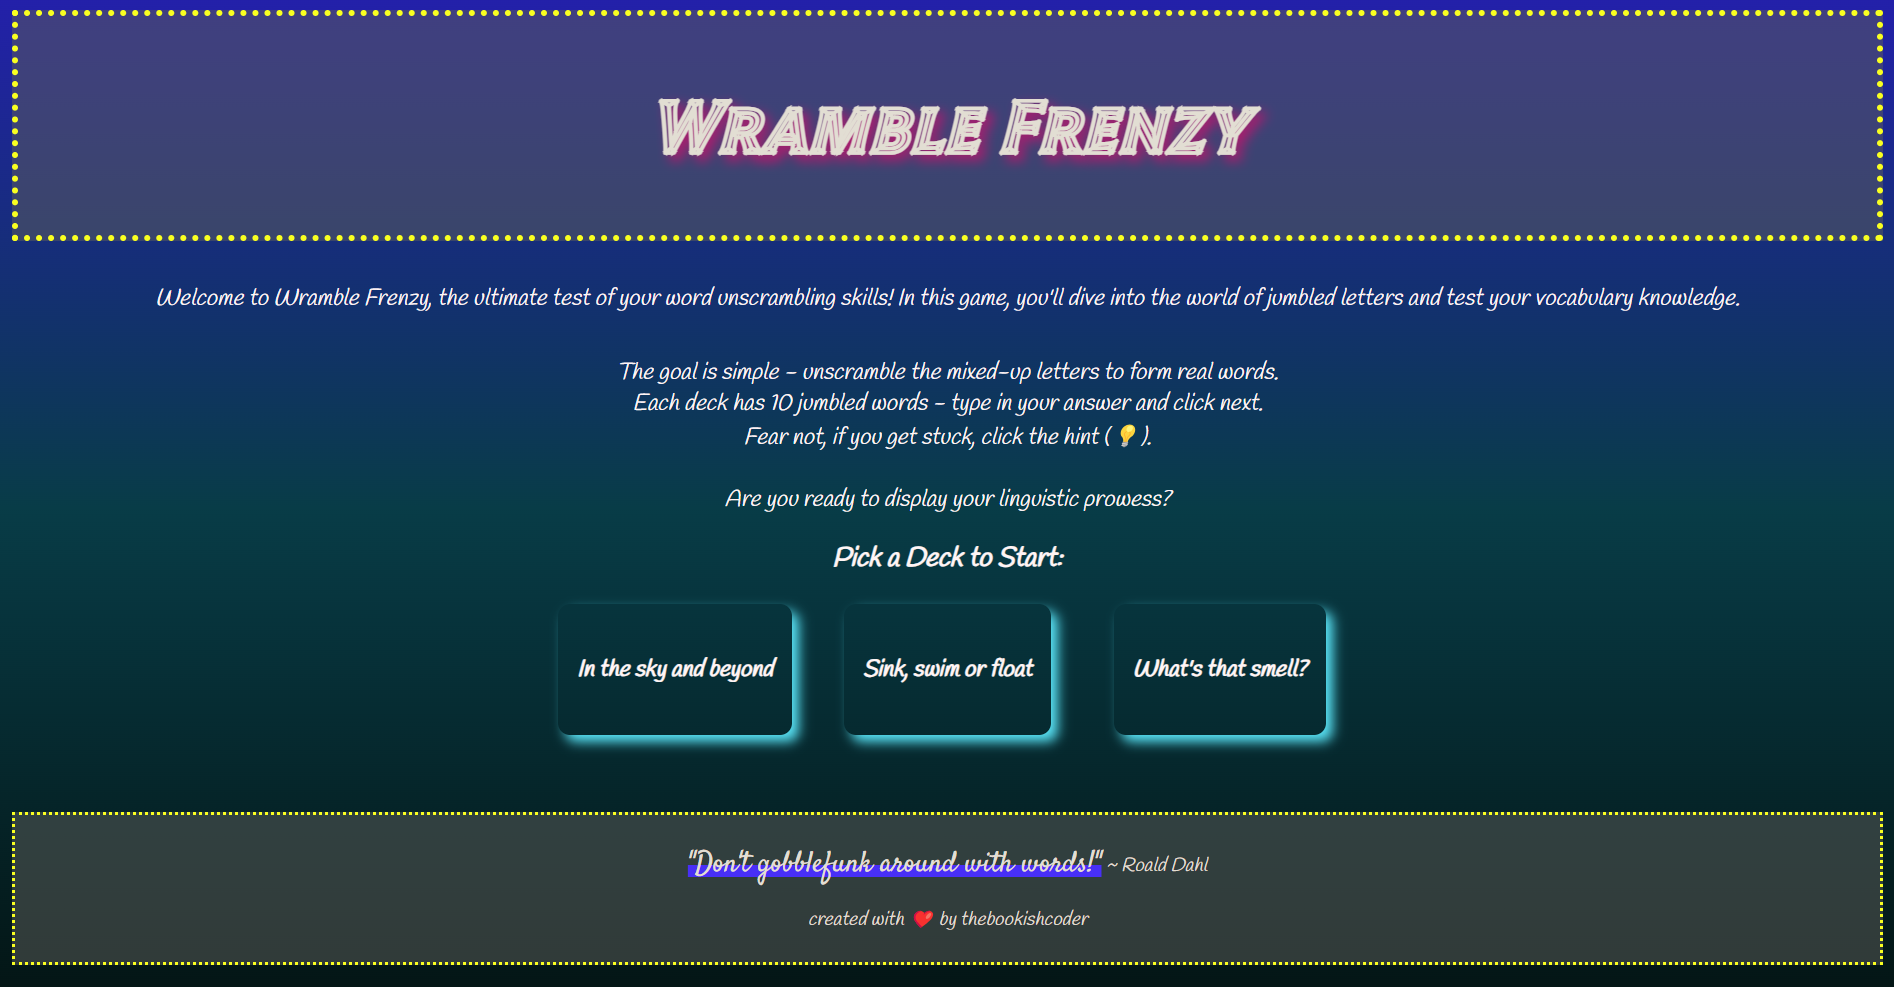 Wramble Frenzy
Welcome to Wramble Frenzy, the ultimate test of your word unscrambling skills! In this game, you'll dive into the world of jumbled letters and test your vocabulary knowledge.
The goal is simple - unscramble the mixed-up letters to form real words.
Each deck has 10 jumbled words - type in your answer and click next.
Fear not, if you get stuck, click the hint ( 💡 ).
Are you ready to display your linguistic prowess?
Pick a Deck to Start:
In the sky and beyond
Sink, swim or float
What's that smell?
"Don't gobblefunk around with words!" ~ Roald Dahl
created with ❤️ by thebookishcoder